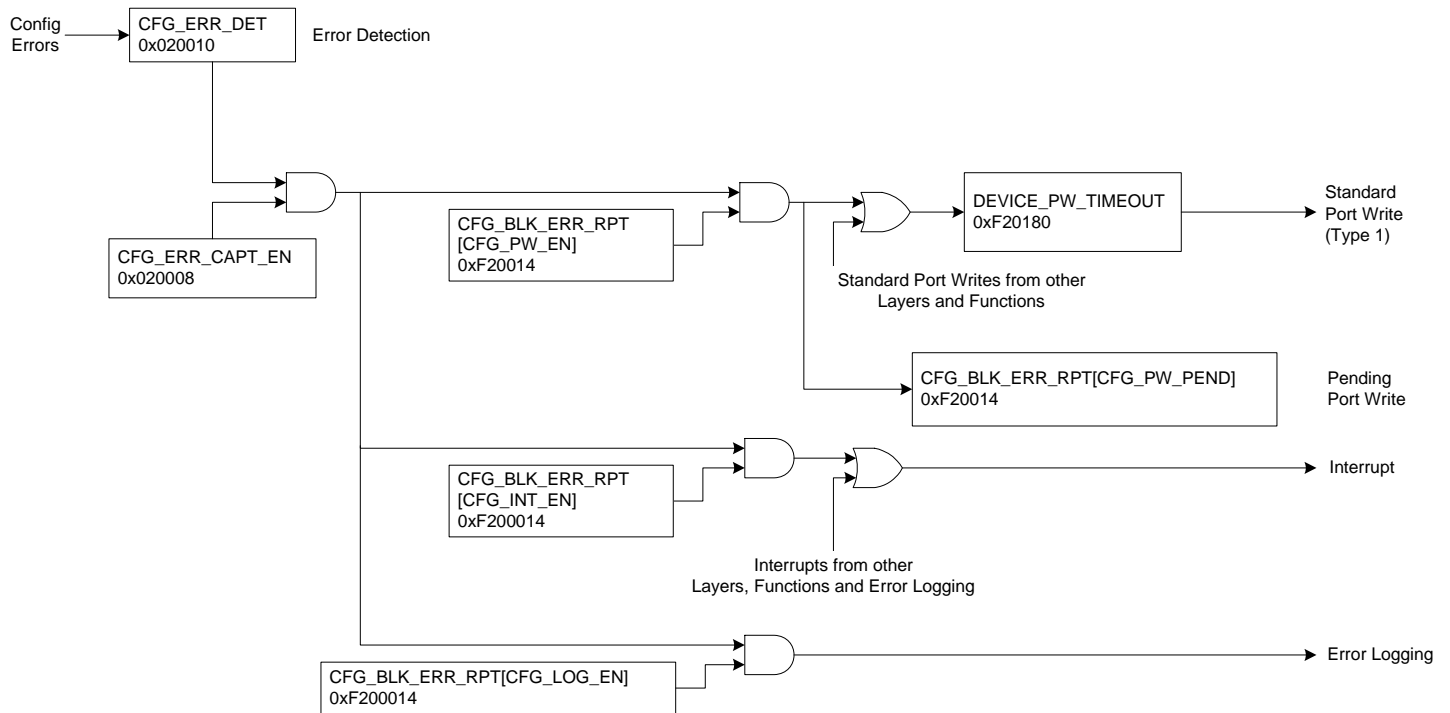 Config
Errors
CFG_ERR_DET
0x020010
Error Detection
CFG_ERR_CAPT_EN
0x020008
CFG_BLK_ERR_RPT
[CFG_PW_EN]
0xF20014
DEVICE_PW_TIMEOUT
0xF20180
Standard
Port Write
(Type 1)
Standard Port Writes from other
Layers and Functions
CFG_BLK_ERR_RPT[CFG_PW_PEND]
0xF20014
Pending
Port Write
CFG_BLK_ERR_RPT
[CFG_INT_EN]
0xF200014
Interrupt
Interrupts from other
Layers, Functions and Error Logging
CFG_BLK_ERR_RPT[CFG_LOG_EN]
0xF200014
Error Logging